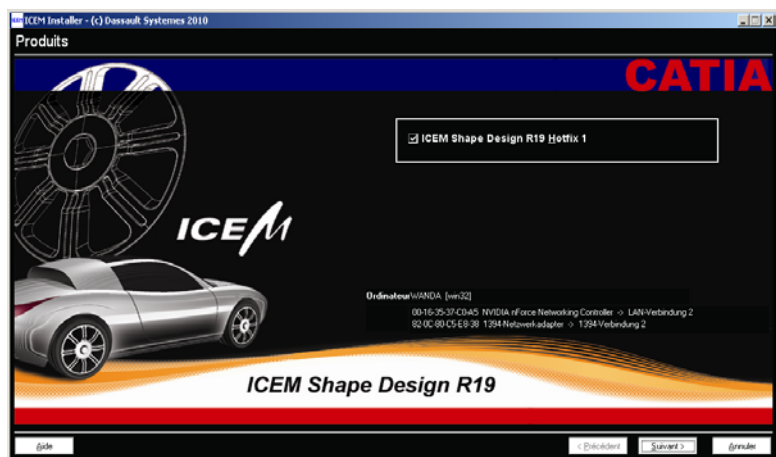 ICEM Installer - (c) Dassault Systemes 2010
Produits
CATIA
ICEM Shape Design R19 Hotfix 1
ICEM
OrdinateurWANDA [win32]
00-16-35-37-C0-A5 NVIDIA nForce Networking Controller -> LAN-Verbindung 2
82-0C-80-C5-E8-38 1394-Netzwerkadapter -> 1394-Verbindung 2
ICEM Shape Design R19
Aide
< Précédent
Suivant >
Annuler